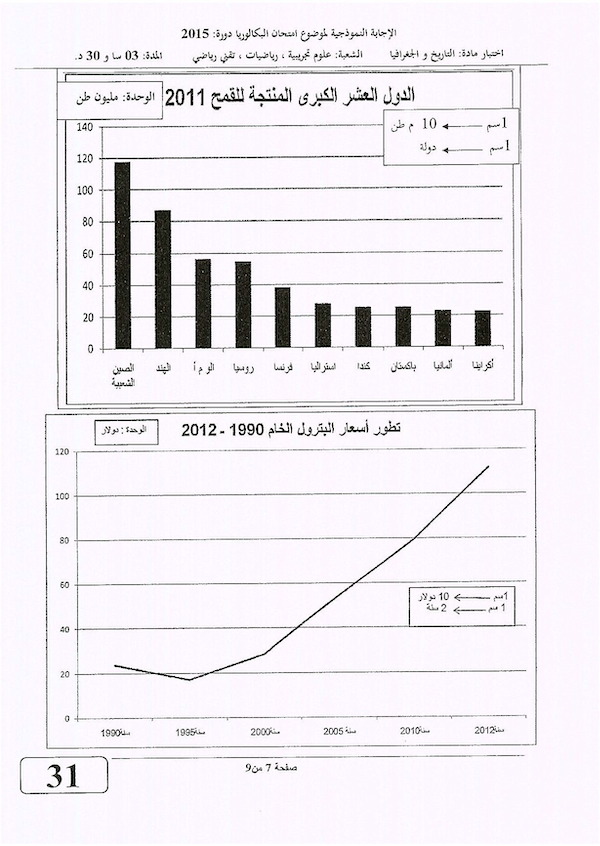 الإجابة النموذجية لموضوع امتحان البكالوريا دورة: 2015
اختبار مادة: التاريخ و الجغرافيا الشعبة: علوم تجريبية ، رياضيات ، تقني رياضي المدة: 03 سا و 30 د.
الدول العشر الكبرى المنتجة للقمح 2011
الوحدة: مليون طن
1سم ← 10 م طن
1سم ← دولة
140
120
100
80
60
40
20
0
الصين الشعبية الهند الو م أ روسيا فرنسا استراليا كندا باكستان ألمانيا أكراينا
تطور أسعار البترول الخام 1990 - 2012
الوحدة : دولار
120
100
80
60
40
20
0
1سم ← 10 دولار
1 سم ← 2 سنة
سنة1990 سنة1995 سنة2000 سنة2005 سنة2010 سنة2012
صفحة 7 من9
31